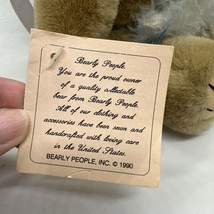 Bearly People.
You are the proud owner
of a quality collectable
bear from Bearly People.
All of our clothing and
accessories have been sewn and
handcrafted with loving care
in the United States.
BEARLY PEOPLE, INC. © 1990